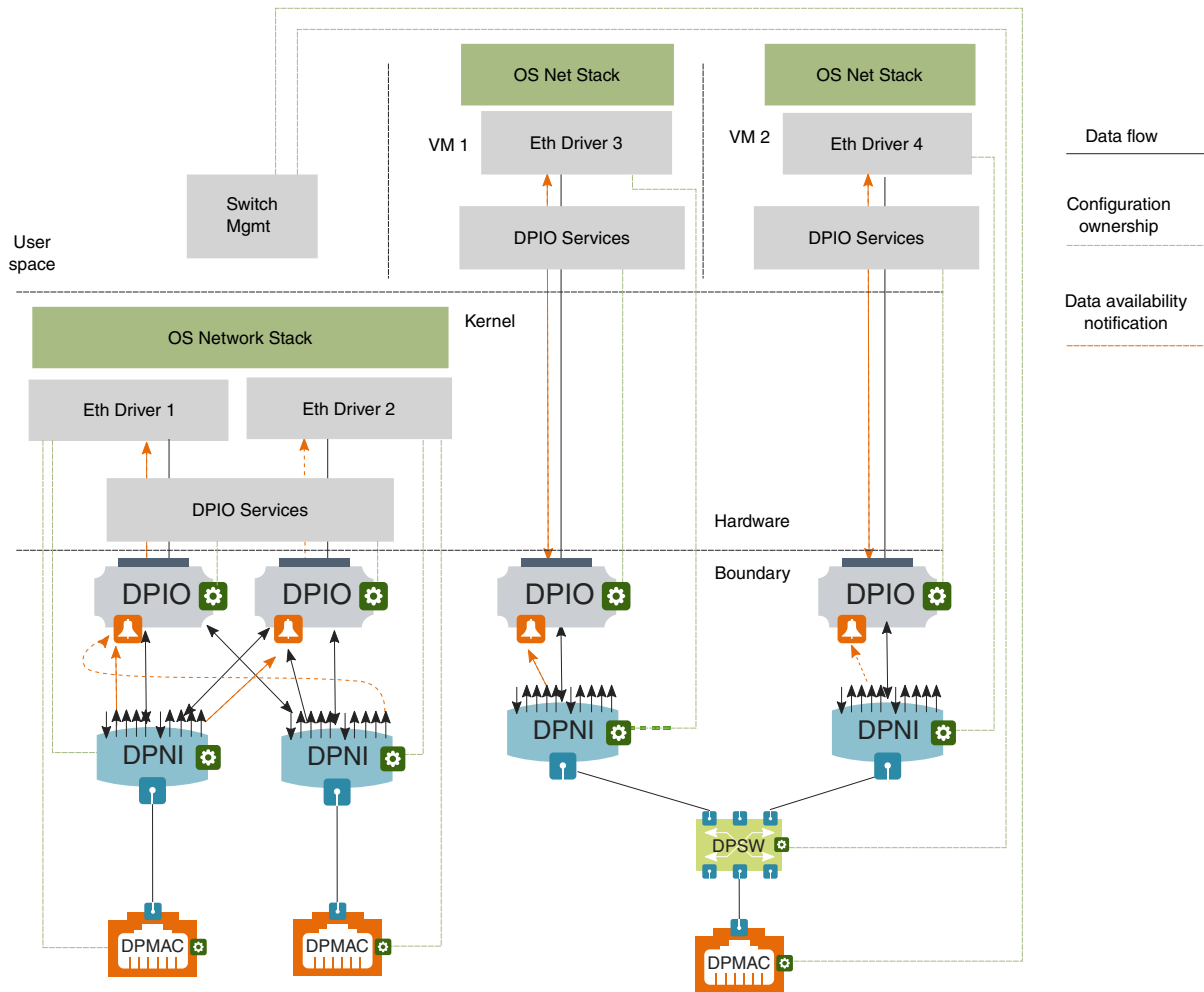 OS Net Stack
OS Net Stack
VM 1
Eth Driver 3
VM 2
Eth Driver 4
Data flow
Switch
Mgmt
Configuration
ownership
DPIO Services
DPIO Services
User
space
Data availability
notification
Kernel
OS Network Stack
Eth Driver 1
Eth Driver 2
DPIO Services
Hardware
Boundary
DPIO
DPIO
DPIO
DPIO
DPNI
DPNI
DPNI
DPNI
DPSW
DPMAC
DPMAC
DPMAC